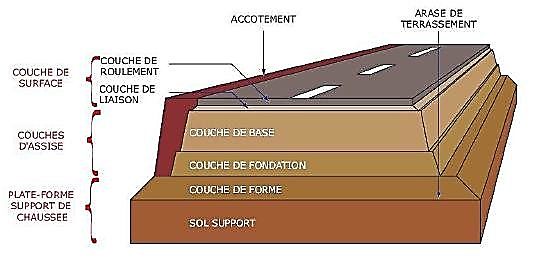 ACCOTEMENT
ARASE DE
TERRASSEMENT
COUCHE DE
SURFACE
COUCHE DE
ROULEMENT
COUCHE DE
LIAISON
COUCHES
D'ASSISE
COUCHE DE BASE
COUCHE DE FONDATION
PLATE-FORME
SUPPORT DE
CHAUSSEE
COUCHE DE FORME
SOL SUPPORT